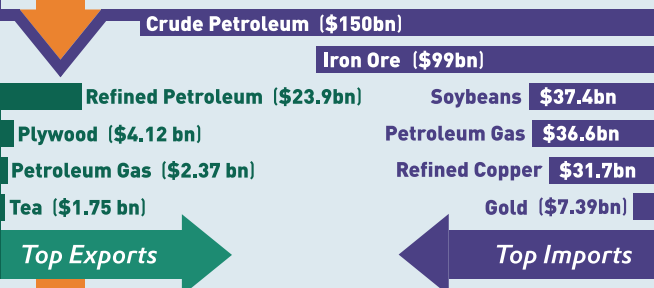 Crude Petroleum ($150bn)
Iron Ore ($99bn)
Refined Petroleum ($23.9bn)
Soybeans $37.4bn
Plywood ($4.12 bn)
Petroleum Gas $36.6bn
Petroleum Gas ($2.37 bn)
Refined Copper $31.7bn
Tea ($1.75 bn)
Gold ($7.39bn)
Top Exports
Top Imports